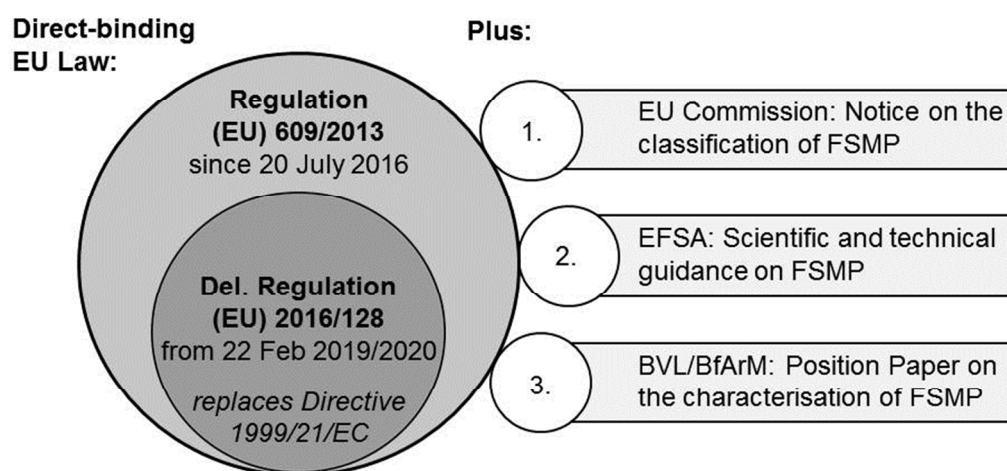 Direct-binding
EU Law:
Regulation
(EU) 609/2013
since 20 July 2016
Del. Regulation
(EU) 2016/128
from 22 Feb 2019/2020
replaces Directive
1999/21/EC
Plus:
1.
EU Commission: Notice on the
classification of FSMP
2.
EFSA: Scientific and technical
guidance on FSMP
3.
BVL/BfArM: Position Paper on
the characterisation of FSMP